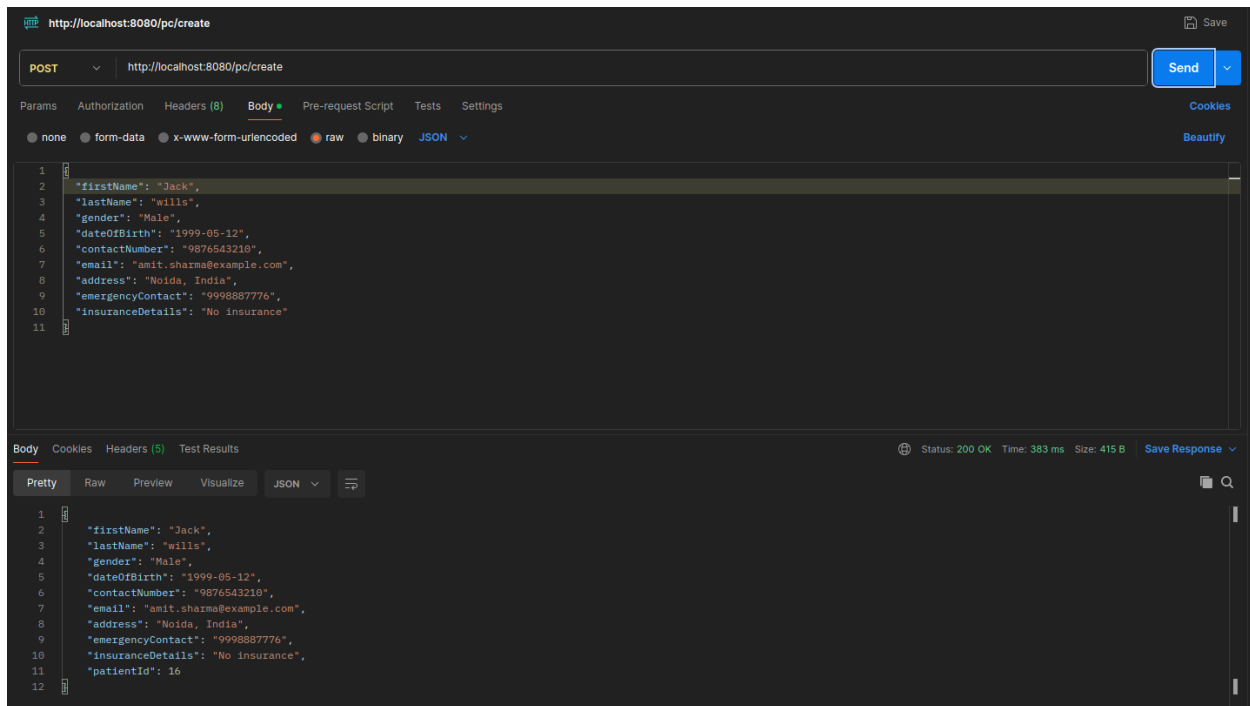 HTTP http://localhost:8080/pc/create Save
POST http://localhost:8080/pc/create Send
Params Authorization Headers (8) Body Pre-request Script Tests Settings Cookies
none form-data x-www-form-urlencoded raw binary JSON Beautify
1 {
2 "firstName": "Jack",
3 "lastName": "wills",
4 "gender": "Male",
5 "dateOfBirth": "1999-05-12",
6 "contactNumber": "9876543210",
7 "email": "amit.sharma@example.com",
8 "address": "Noida, India",
9 "emergencyContact": "9998887776",
10 "insuranceDetails": "No insurance"
11 }
Body Cookies Headers (5) Test Results Status: 200 OK Time: 383 ms Size: 415 B Save Response
Pretty Raw Preview Visualize JSON
1 {
2 "firstName": "Jack",
3 "lastName": "wills",
4 "gender": "Male",
5 "dateOfBirth": "1999-05-12",
6 "contactNumber": "9876543210",
7 "email": "amit.sharma@example.com",
8 "address": "Noida, India",
9 "emergencyContact": "9998887776",
10 "insuranceDetails": "No insurance",
11 "patientId": 16
12 }